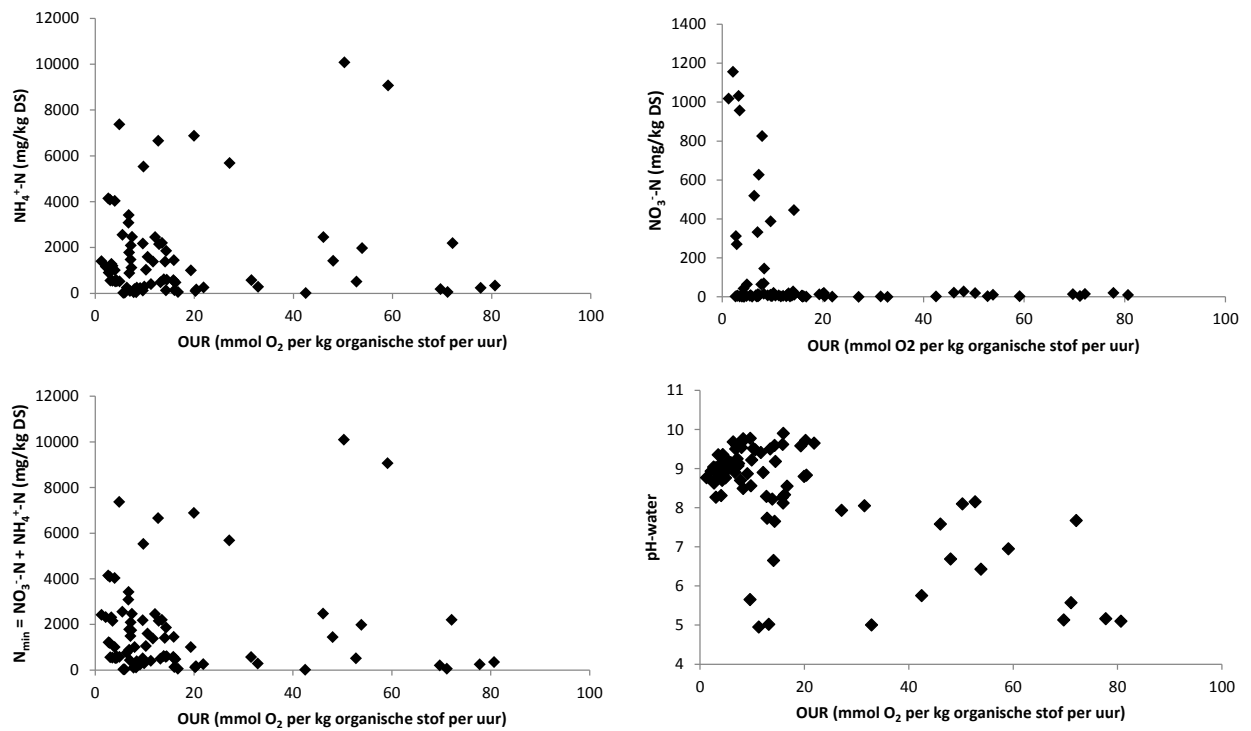 NH₄⁺-N (mg/kg DS)
12000
10000
8000
6000
4000
2000
0
0 20 40 60 80 100
OUR (mmol O₂ per kg organische stof per uur)
NO₃⁻-N (mg/kg DS)
1400
1200
1000
800
600
400
200
0
0 20 40 60 80 100
OUR (mmol O2 per kg organische stof per uur)
N_min = NO₃⁻-N + NH₄⁺-N (mg/kg DS)
12000
10000
8000
6000
4000
2000
0
0 20 40 60 80 100
OUR (mmol O₂ per kg organische stof per uur)
pH-water
11
10
9
8
7
6
5
4
0 20 40 60 80 100
OUR (mmol O₂ per kg organische stof per uur)